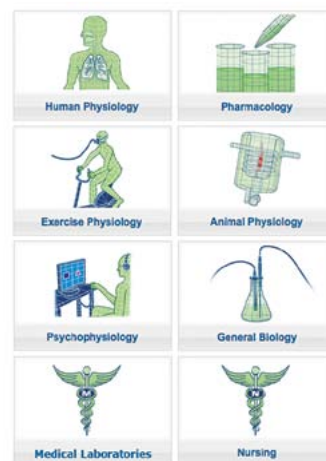 Human Physiology
Pharmacology
Exercise Physiology
Animal Physiology
Psychophysiology
General Biology
M
Medical Laboratories
N
Nursing